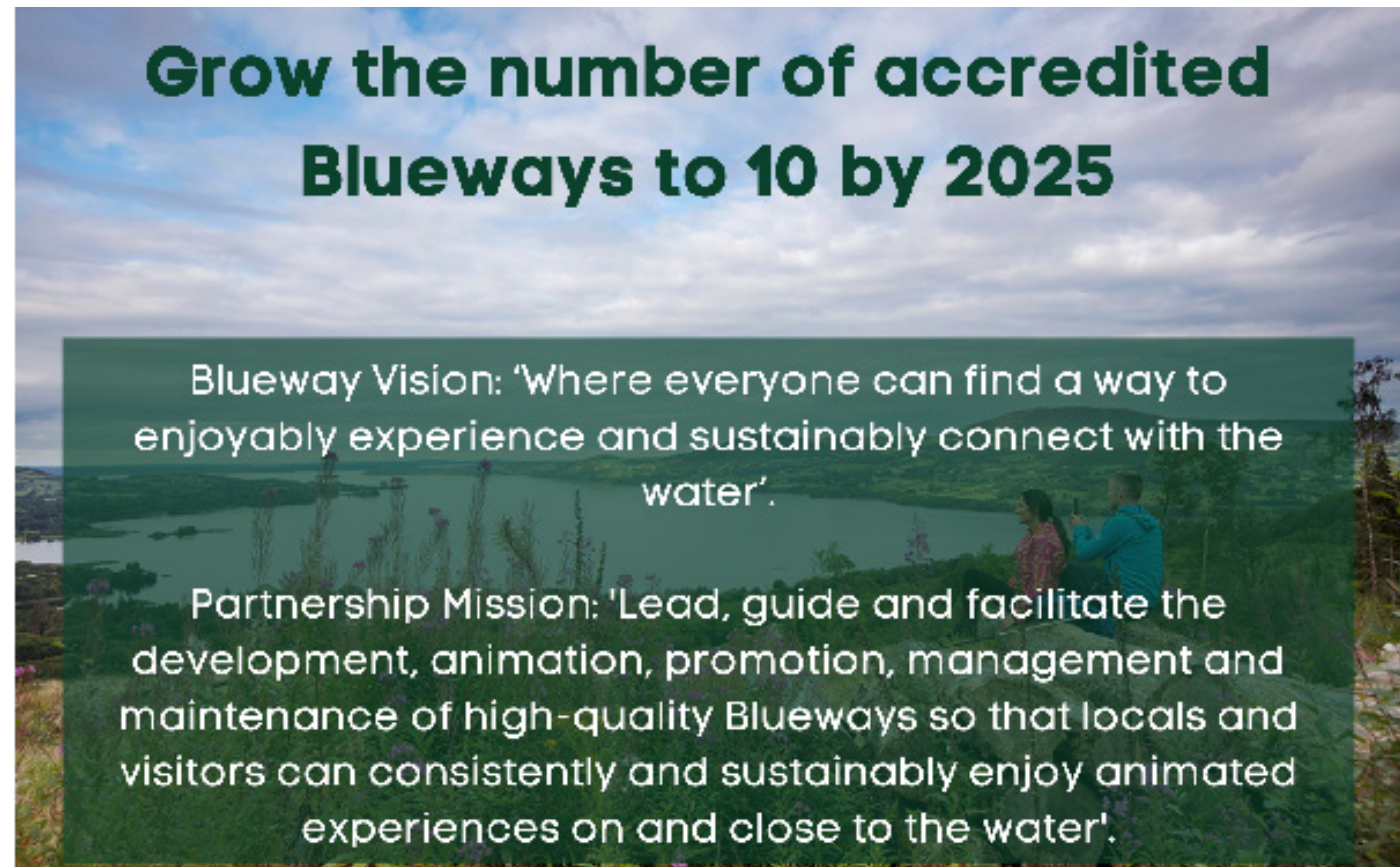 Grow the number of accredited
Blueways to 10 by 2025
Blueway Vision: ‘Where everyone can find a way to
enjoyably experience and sustainably connect with the
water’.
Partnership Mission: 'Lead, guide and facilitate the
development, animation, promotion, management and
maintenance of high-quality Blueways so that locals and
visitors can consistently and sustainably enjoy animated
experiences on and close to the water'.